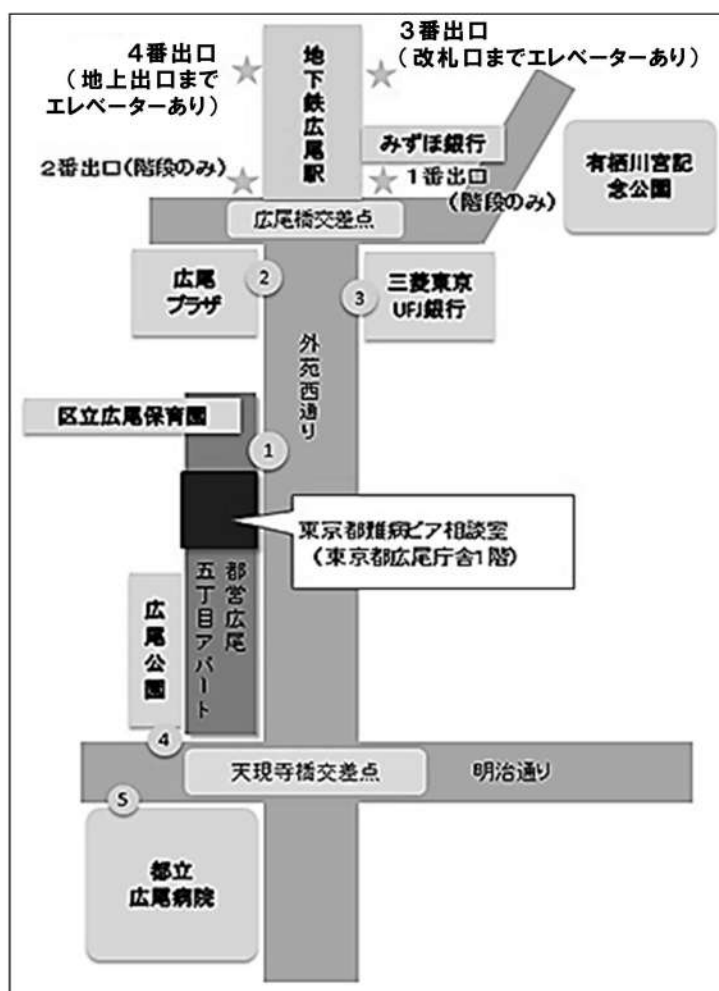 4番出口
(地上出口まで
エレベーターあり)
地下鉄広尾駅
3番出口
(改札口までエレベーターあり)
みずほ銀行
2番出口(階段のみ)
1番出口
(階段のみ)
有栖川宮記
念公園
広尾橋交差点
広尾
プラザ
2
3
三菱東京
UFJ銀行
外苑西通り
区立広尾保育園
1
東京都難病ピア相談室
(東京都広尾庁舎1階)
都営広尾
五丁目アパート
広尾公園
4
天現寺橋交差点
明治通り
5
都立
広尾病院